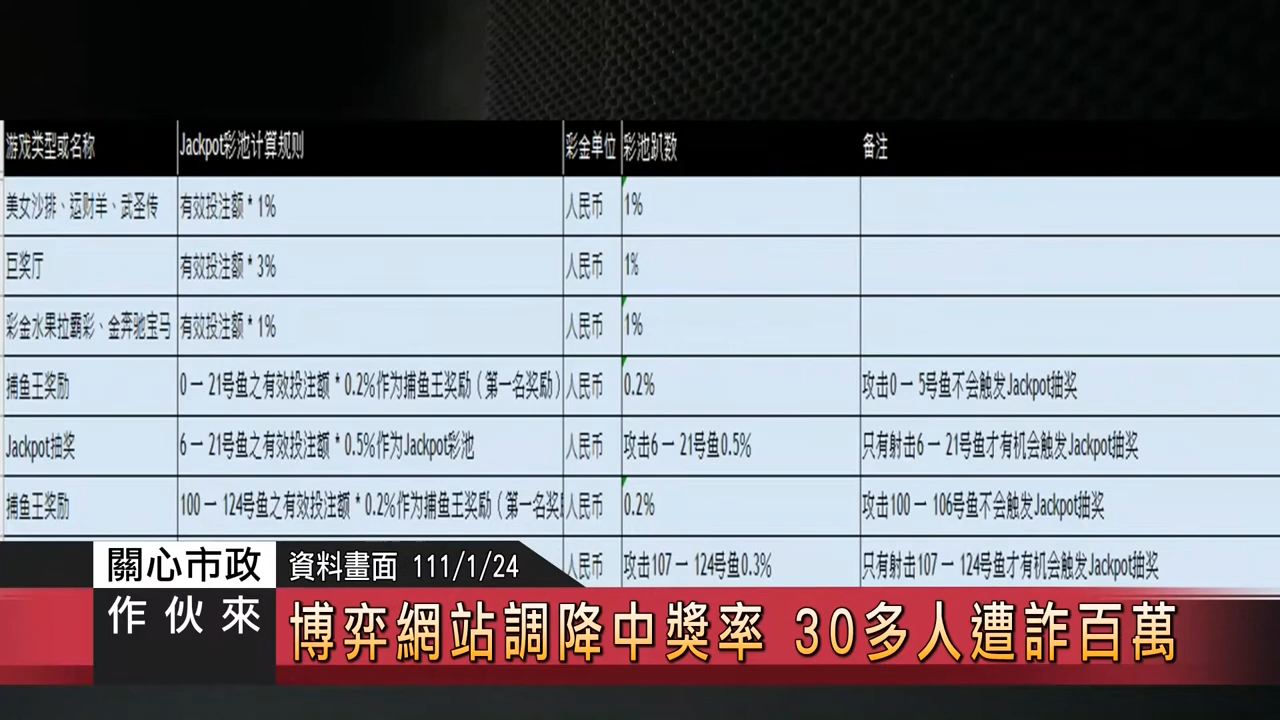 游戏类型或名称 Jackpot彩池计算规则 彩金单位 彩池趴数 备注
美女沙排、运财羊、武圣传 有效投注额 * 1% 人民币 1%
巨奖厅 有效投注额 * 3% 人民币 1%
彩金水果拉霸彩、金奔驰宝马 有效投注额 * 1% 人民币 1%
捕鱼王奖励 0 一 21号鱼之有效投注额 * 0.2%作为捕鱼王奖励（第一名奖励） 人民币 0.2% 攻击0 一 5号鱼不会触发Jackpot抽奖
Jackpot抽奖 6 一 21号鱼之有效投注额 * 0.5%作为Jackpot彩池 人民币 攻击6 一 21号鱼0.5% 只有射击6 一 21号鱼才有机会触发Jackpot抽奖
捕鱼王奖励 100 一 124号鱼之有效投注额 * 0.2%作为捕鱼王奖励（第一名奖 人民币 0.2% 攻击100 一 106号鱼不会触发Jackpot抽奖
人民币 攻击107 一 124号鱼0.3% 只有射击107 一 124号鱼才有机会触发Jackpot抽奖
關心市政 資料畫面 111/1/24
作伙來
博弈網站調降中獎率 30多人遭詐百萬